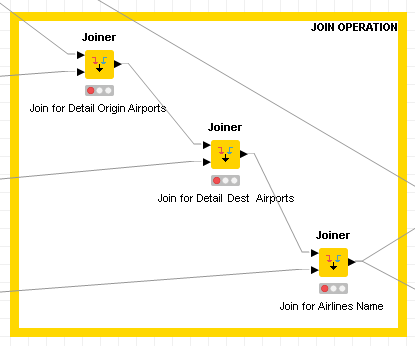 JOIN OPERATION
Joiner
Join for Detail Origin Airports
Joiner
Join for Detail Dest  Airports
Joiner
Join for Airlines Name